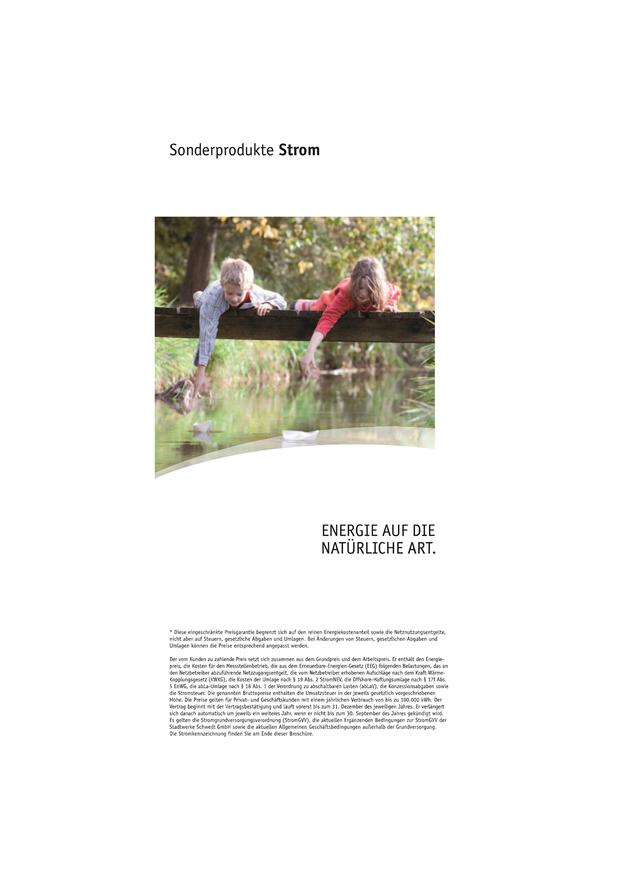 Sonderprodukte Strom
ENERGIE AUF DIE
NATÜRLICHE ART.
* Diese eingeschränkte Preisgarantie begrenzt sich auf den reinen Energiekostenanteil sowie die Netznutzungsentgelte,
nicht aber auf Steuern, gesetzliche Abgaben und Umlagen. Bei Änderungen von Steuern, gesetzlichen Abgaben und
Umlagen können die Preise entsprechend angepasst werden.
Der vom Kunden zu zahlende Preis setzt sich zusammen aus dem Grundpreis und dem Arbeitspreis. Er enthält den Energie-
preis, die Kosten für den Messstellenbetrieb, die aus dem Erneuerbare-Energien-Gesetz (EEG) folgenden Belastungen, das an
den Netzbetreiber abzuführende Netzzugangsentgelt, die vom Netzbetreiber erhobenen Aufschläge nach dem Kraft-Wärme-
Kopplungsgesetz (KWKG), die Kosten der Umlage nach § 19 Abs. 2 StromNEV, die Offshore-Haftungsumlage nach § 17f Abs.
5 EnWG, die abLa-Umlage nach § 18 Abs. 1 der Verordnung zu abschaltbaren Lasten (abLaV), die Konzessionsabgaben sowie
die Stromsteuer. Die genannten Bruttopreise enthalten die Umsatzsteuer in der jeweils gesetzlich vorgeschriebenen
Höhe. Die Preise gelten für Privat- und Geschäftskunden mit einem jährlichen Verbrauch von bis zu 100.000 kWh. Der
Vertrag beginnt mit der Vertragsbestätigung und läuft vorerst bis zum 31. Dezember des jeweiligen Jahres. Er verlängert
sich danach automatisch um jeweils ein weiteres Jahr, wenn er nicht bis zum 30. September des Jahres gekündigt wird.
Es gelten die Stromgrundversorgungsverordnung (StromGVV), die aktuellen Ergänzenden Bedingungen zur StromGVV der
Stadtwerke Schwedt GmbH sowie die aktuellen Allgemeinen Geschäftsbedingungen außerhalb der Grundversorgung.
Die Stromkennzeichnung finden Sie am Ende dieser Broschüre.